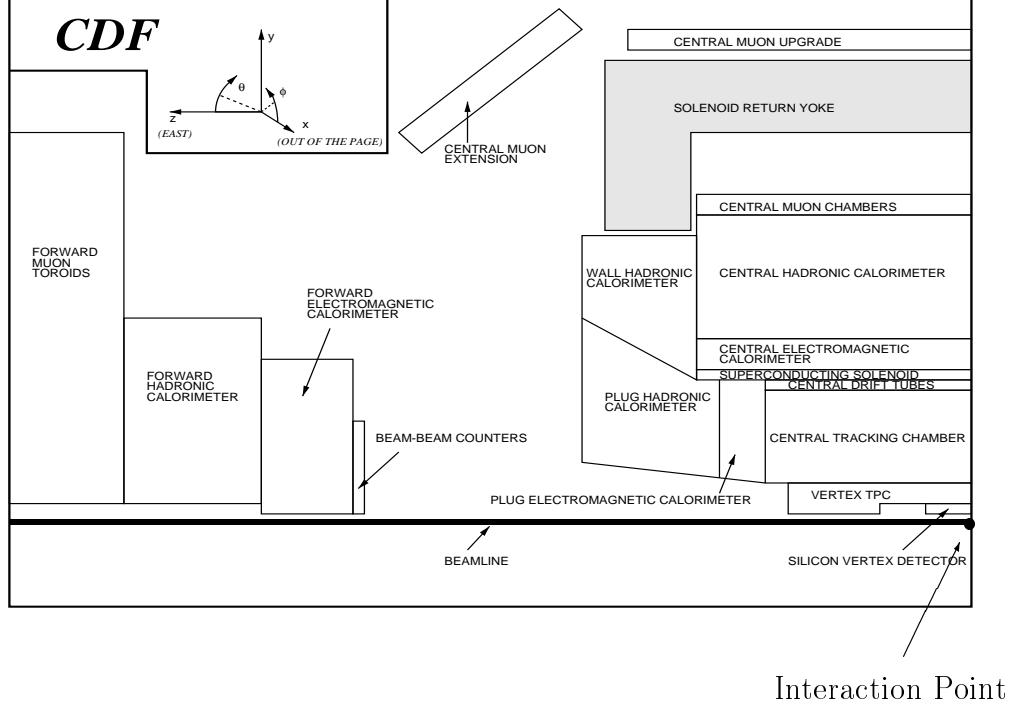 CDF
y
θ
ϕ
z
x
(EAST)
(OUT OF THE PAGE)
CENTRAL MUON UPGRADE
SOLENOID RETURN YOKE
CENTRAL MUON
EXTENSION
CENTRAL MUON CHAMBERS
FORWARD
MUON
TOROIDS
WALL HADRONIC
CALORIMETER
CENTRAL HADRONIC CALORIMETER
FORWARD
ELECTROMAGNETIC
CALORIMETER
CENTRAL ELECTROMAGNETIC
CALORIMETER
SUPERCONDUCTING SOLENOID
CENTRAL DRIFT TUBES
FORWARD
HADRONIC
CALORIMETER
PLUG HADRONIC
CALORIMETER
BEAM-BEAM COUNTERS
CENTRAL TRACKING CHAMBER
PLUG ELECTROMAGNETIC CALORIMETER
VERTEX TPC
BEAMLINE
SILICON VERTEX DETECTOR
Interaction Point